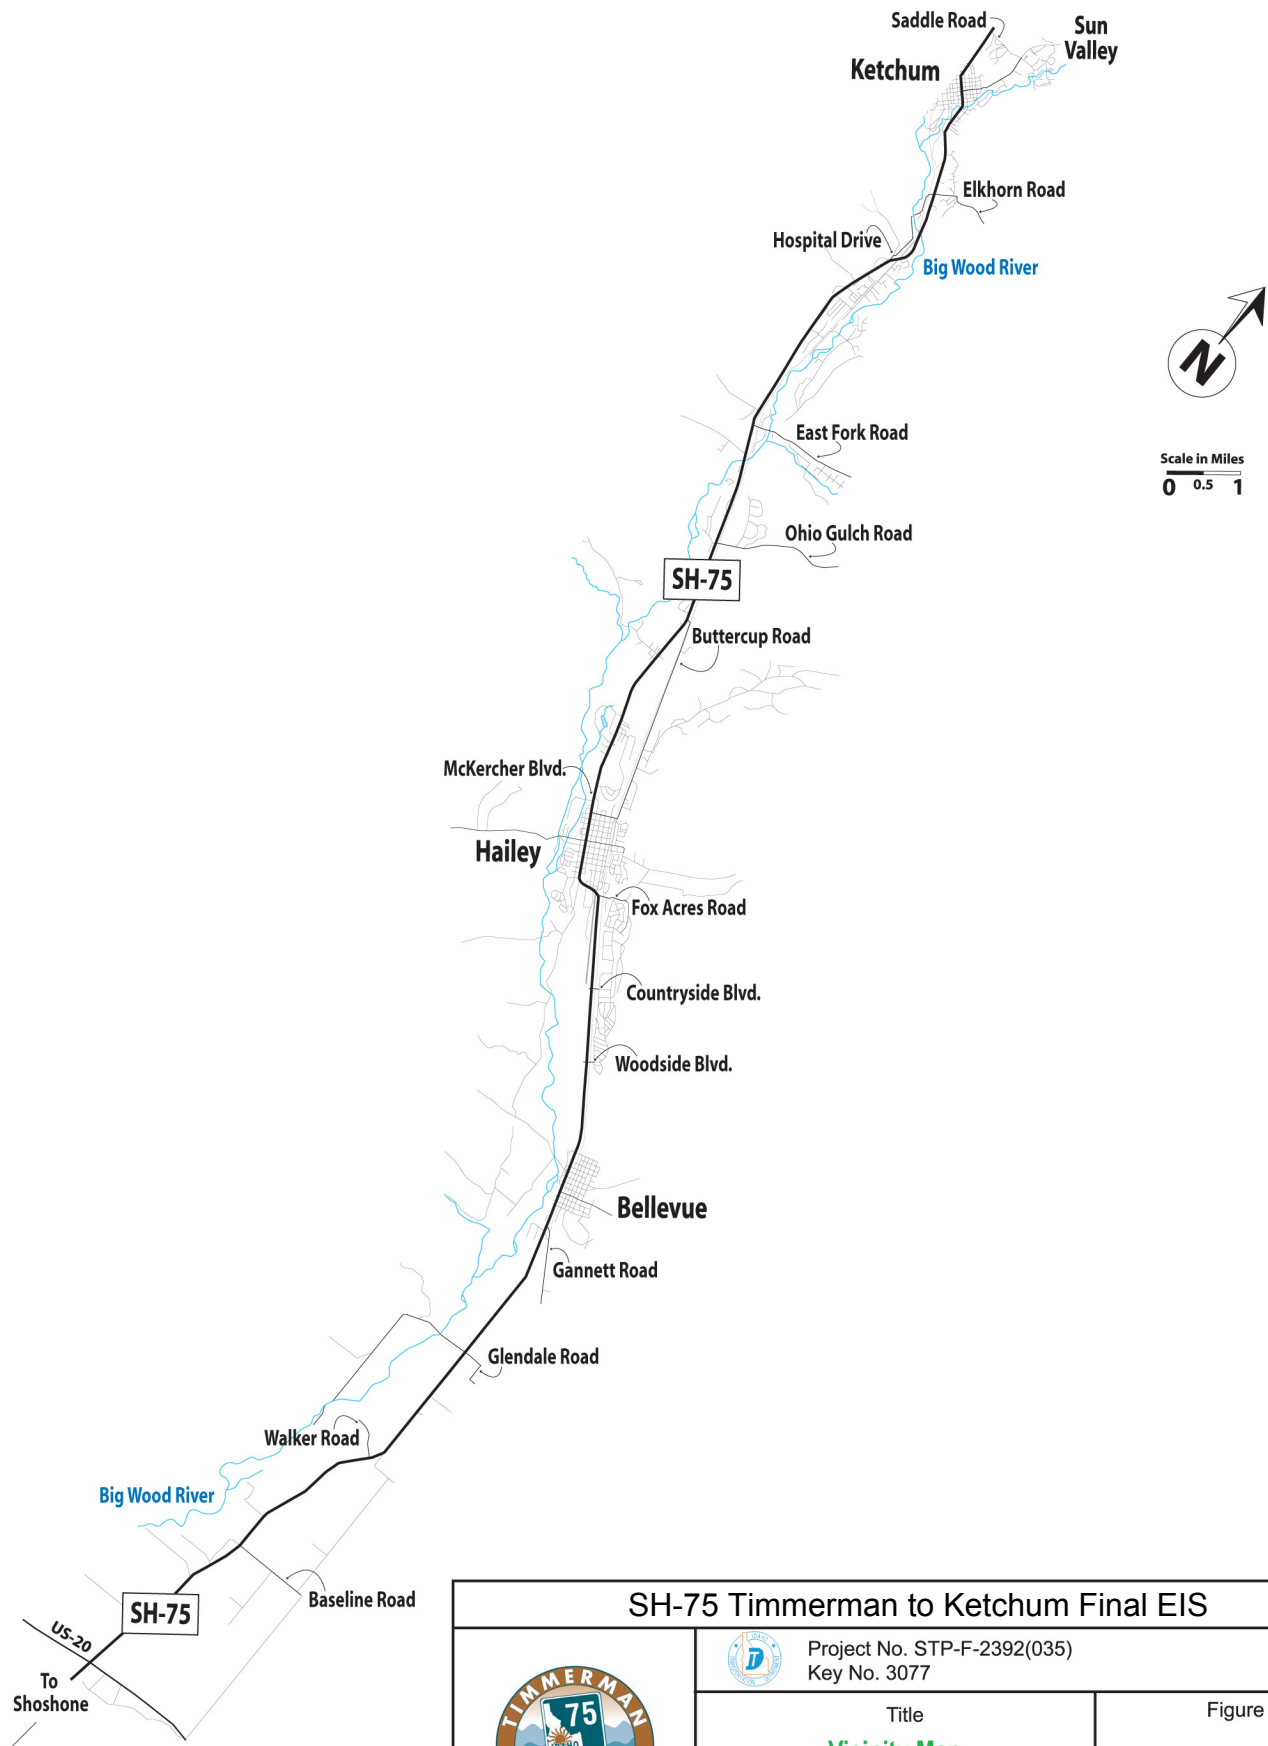 Saddle Road
Sun
Valley
Ketchum
Elkhorn Road
Hospital Drive
Big Wood River
N
East Fork Road
Scale in Miles
0 0.5 1
Ohio Gulch Road
SH-75
Buttercup Road
McKercher Blvd.
Hailey
Fox Acres Road
Countryside Blvd.
Woodside Blvd.
Bellevue
Gannett Road
Glendale Road
Walker Road
Big Wood River
Baseline Road
SH-75
US-20
To
Shoshone
SH-75 Timmerman to Ketchum Final EIS
Project No. STP-F-2392(035)
Key No. 3077
TIMMERMAN
75
IDAHO
Title
Figure
Vicinity Map